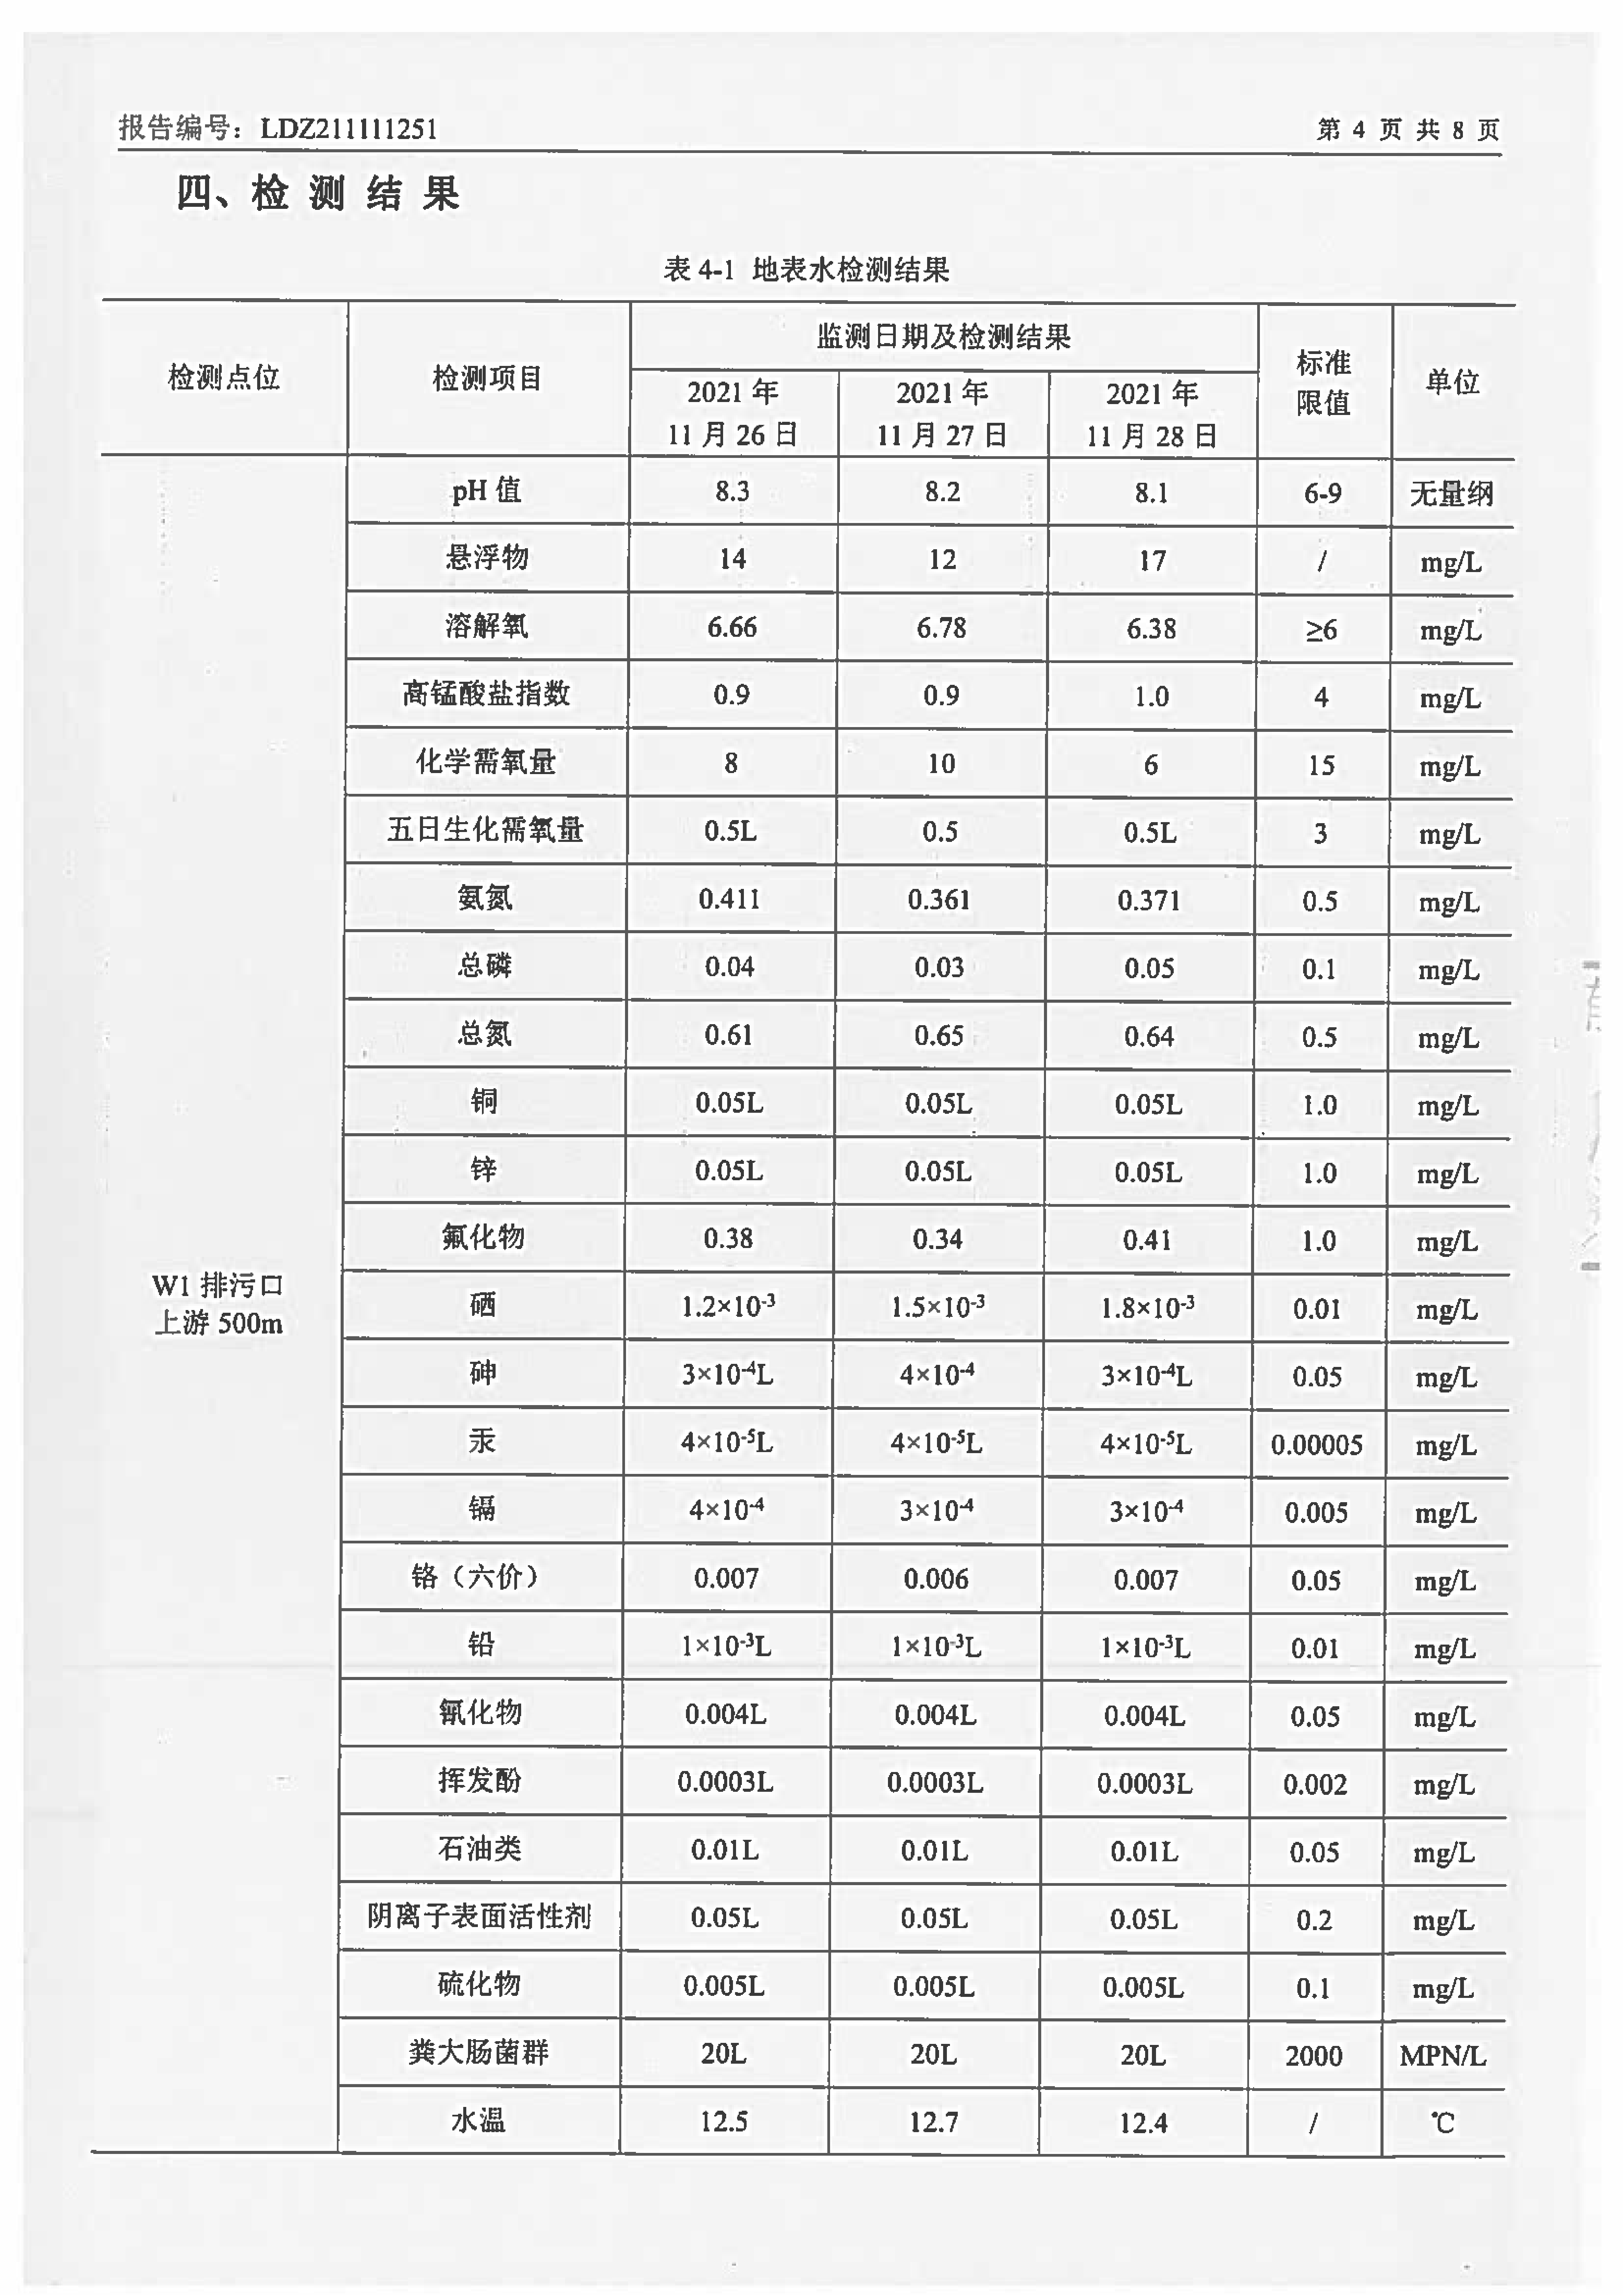 报告编号：LDZ211111251 第 4 页 共 8 页
四、检 测 结 果
表 4-1 地表水检测结果
检测点位 检测项目 监测日期及检测结果 标准限值 单位
2021 年 11 月 26 日 2021 年 11 月 27 日 2021 年 11 月 28 日
W1 排污口
上游 500m
pH 值 8.3 8.2 8.1 6-9 无量纲
悬浮物 14 12 17 / mg/L
溶解氧 6.66 6.78 6.38 ≥6 mg/L
高锰酸盐指数 0.9 0.9 1.0 4 mg/L
化学需氧量 8 10 6 15 mg/L
五日生化需氧量 0.5L 0.5 0.5L 3 mg/L
氨氮 0.411 0.361 0.371 0.5 mg/L
总磷 0.04 0.03 0.05 0.1 mg/L
总氮 0.61 0.65 0.64 0.5 mg/L
铜 0.05L 0.05L 0.05L 1.0 mg/L
锌 0.05L 0.05L 0.05L 1.0 mg/L
氟化物 0.38 0.34 0.41 1.0 mg/L
硒 1.2×10⁻³ 1.5×10⁻³ 1.8×10⁻³ 0.01 mg/L
砷 3×10⁻⁴L 4×10⁻⁴ 3×10⁻⁴L 0.05 mg/L
汞 4×10⁻⁵L 4×10⁻⁵L 4×10⁻⁵L 0.00005 mg/L
镉 4×10⁻⁴ 3×10⁻⁴ 3×10⁻⁴ 0.005 mg/L
铬（六价） 0.007 0.006 0.007 0.05 mg/L
铅 1×10⁻³L 1×10⁻³L 1×10⁻³L 0.01 mg/L
氰化物 0.004L 0.004L 0.004L 0.05 mg/L
挥发酚 0.0003L 0.0003L 0.0003L 0.002 mg/L
石油类 0.01L 0.01L 0.01L 0.05 mg/L
阴离子表面活性剂 0.05L 0.05L 0.05L 0.2 mg/L
硫化物 0.005L 0.005L 0.005L 0.1 mg/L
粪大肠菌群 20L 20L 20L 2000 MPN/L
水温 12.5 12.7 12.4 / ℃